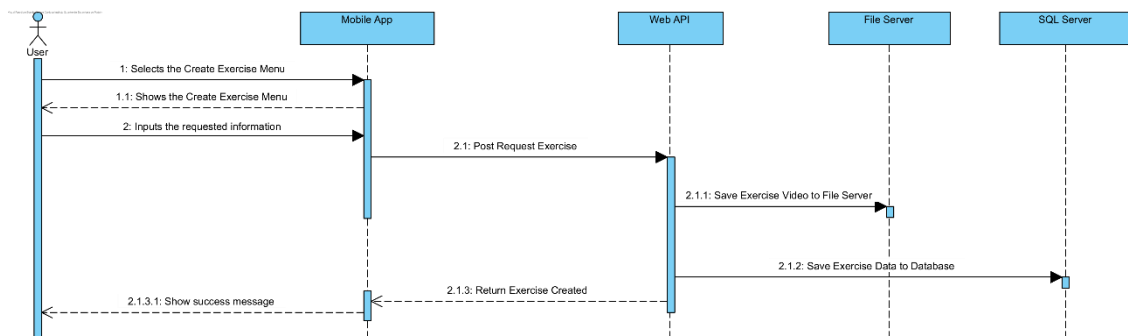 Mobile App
Web API
File Server
SQL Server
User
1: Selects the Create Exercise Menu
1.1: Shows the Create Exercise Menu
2: Inputs the requested information
2.1: Post Request Exercise
2.1.1: Save Exercise Video to File Server
2.1.2: Save Exercise Data to Database
2.1.3: Return Exercise Created
2.1.3.1: Show success message